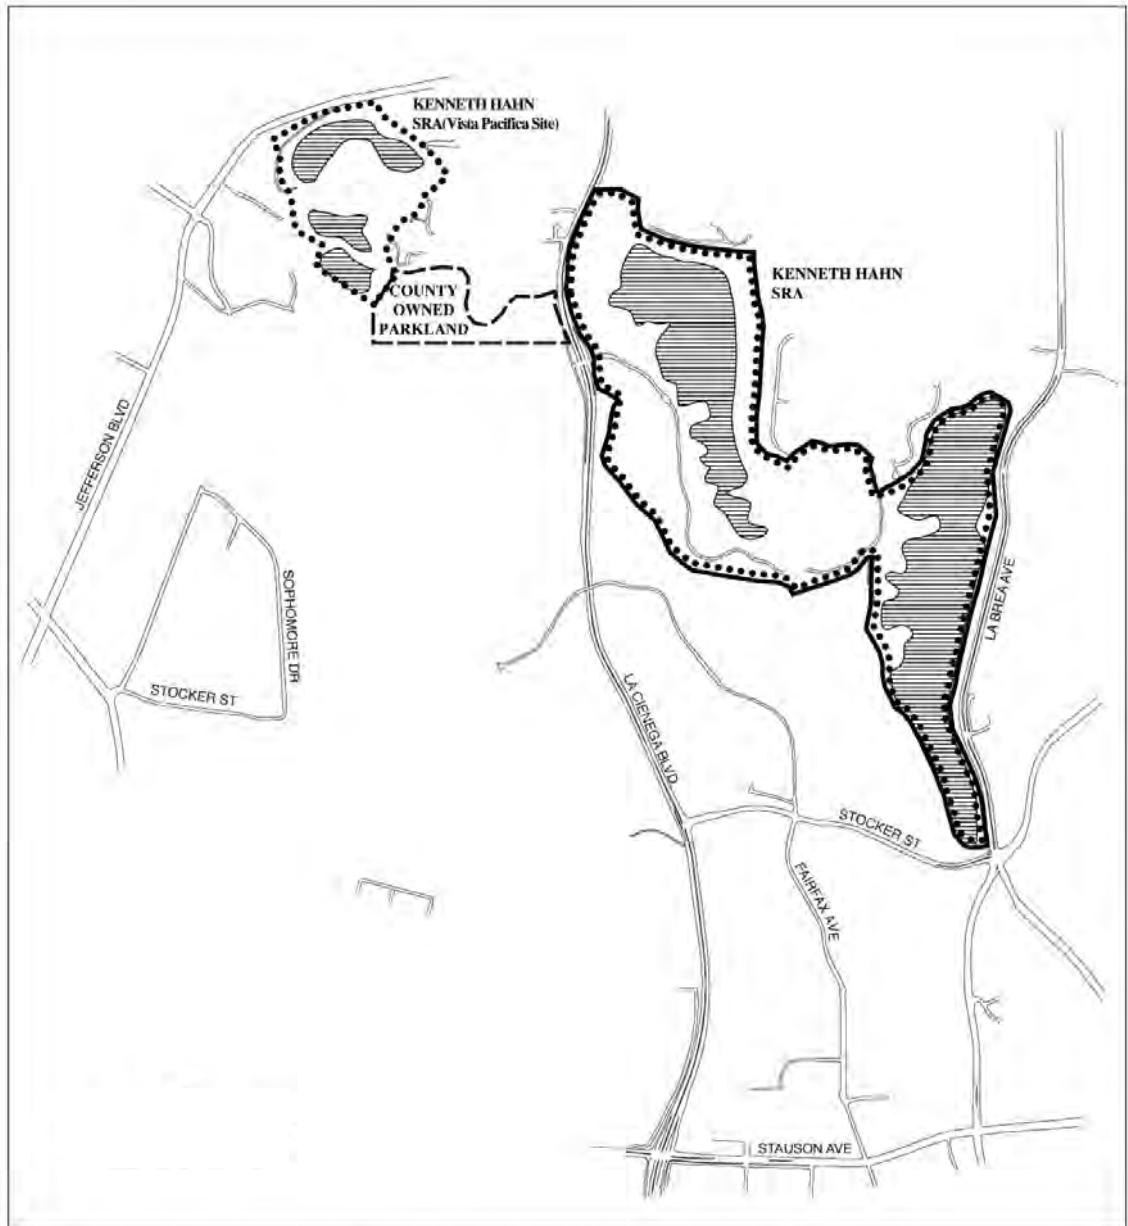 KENNETH HAHN
SRA(Vista Pacifica Site)
KENNETH HAHN
SRA
COUNTY
OWNED
PARKLAND
JEFFERSON BLVD
SOPHOMORE DR
STOCKER ST
LA BREA AVE
LA CIENEGA BLVD
STOCKER ST
FAIRFAX AVE
STAUSON AVE